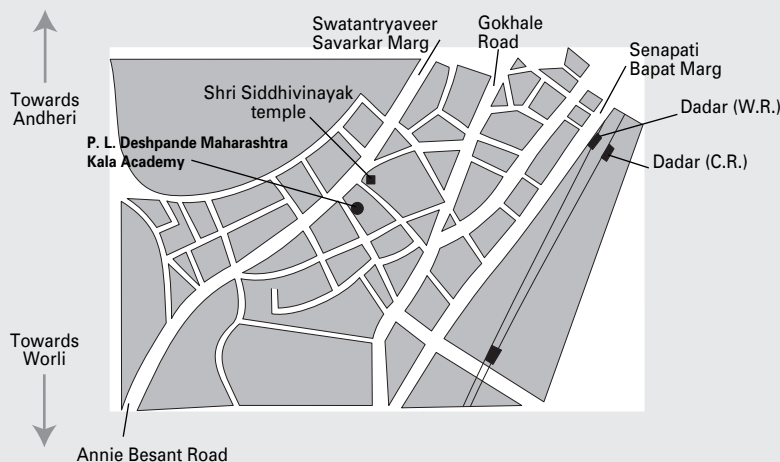 Swatantryaveer
Savarkar Marg
Gokhale
Road
Senapati
Bapat Marg
Towards
Andheri
Shri Siddhivinayak
temple
Dadar (W.R.)
P. L. Deshpande Maharashtra
Kala Academy
Dadar (C.R.)
Towards
Worli
Annie Besant Road